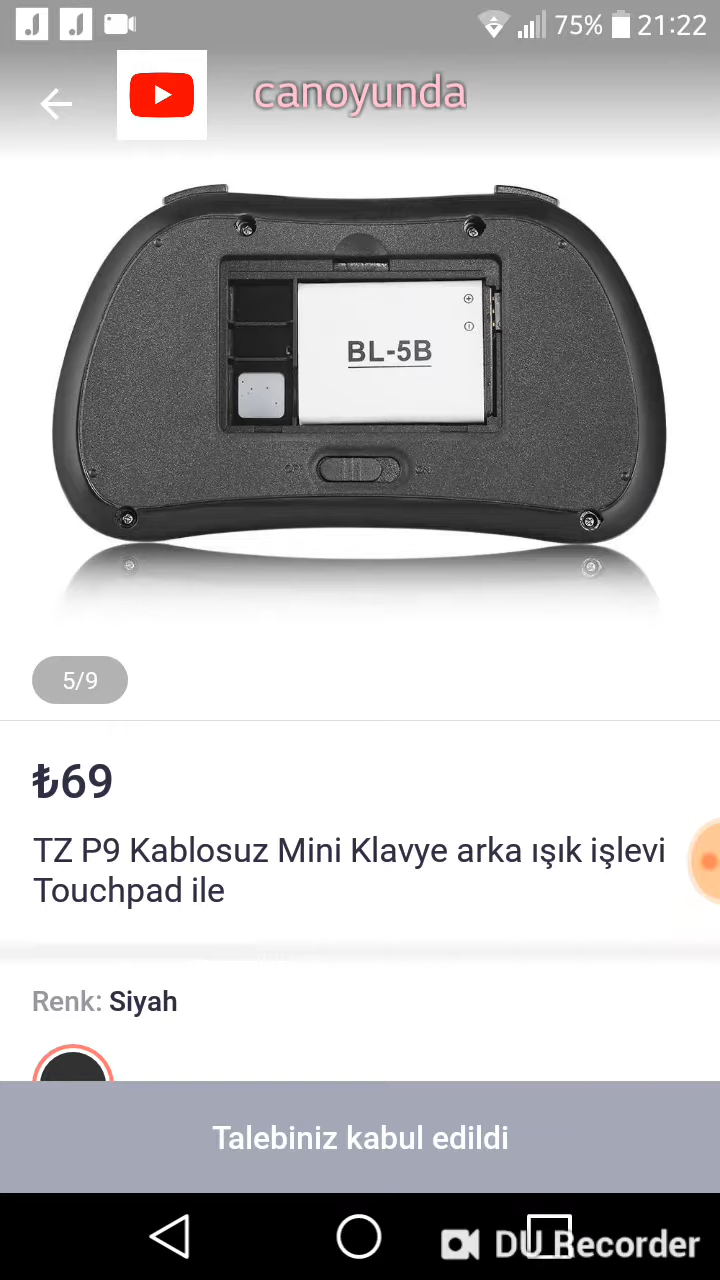 75% 21:22
canoyunda
BL-5B
5/9
₺69
TZ P9 Kablosuz Mini Klavye arka ışık işlevi
Touchpad ile
Renk: Siyah
Talebiniz kabul edildi
DU Recorder